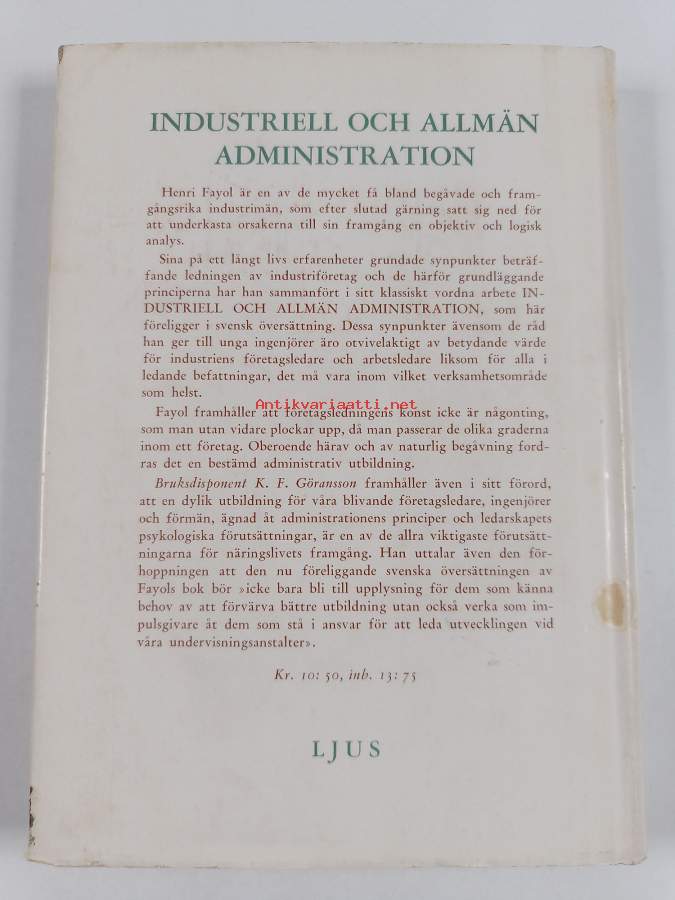 INDUSTRIELL OCH ALLMÄN
ADMINISTRATION
Henri Fayol är en av de mycket få bland begåvade och fram-
gångsrika industrimän, som efter slutad gärning satt sig ned för
att underkasta orsakerna till sin framgång en objektiv och logisk
analys.
Sina på ett långt livs erfarenheter grundade synpunkter beträf-
fande ledningen av industriföretag och de härför grundläggande
principerna har han sammanfört i sitt klassiskt vordna arbete IN-
DUSTRIELL OCH ALLMÄN ADMINISTRATION, som här
föreligger i svensk översättning. Dessa synpunkter ävensom de råd
han ger till unga ingenjörer äro otvivelaktigt av betydande värde
för industriens företagsledare och arbetsledare liksom för alla i
ledande befattningar, det må vara inom vilket verksamhetsområde
som helst.
Antikvariaatti.net
Fayol framhåller att företagsledningens konst icke är någonting,
som man utan vidare plockar upp, då man passerar de olika graderna
inom ett företag. Oberoende härav och av naturlig begåvning ford-
ras det en bestämd administrativ utbildning.
Bruksdisponent K. F. Göransson framhåller även i sitt förord,
att en dylik utbildning för våra blivande företagsledare, ingenjörer
och förmän, ägnad åt administrationens principer och ledarskapets
psykologiska förutsättningar, är en av de allra viktigaste förutsätt-
ningarna för näringslivets framgång. Han uttalar även den för-
hoppningen att den nu föreliggande svenska översättningen av
Fayols bok bör »icke bara bli till upplysning för dem som känna
behov av att förvärva bättre utbildning utan också verka som im-
pulsgivare åt dem som stå i ansvar för att leda utvecklingen vid
våra undervisningsanstalter».
Kr. 10: 50, inb. 13: 75
LJUS